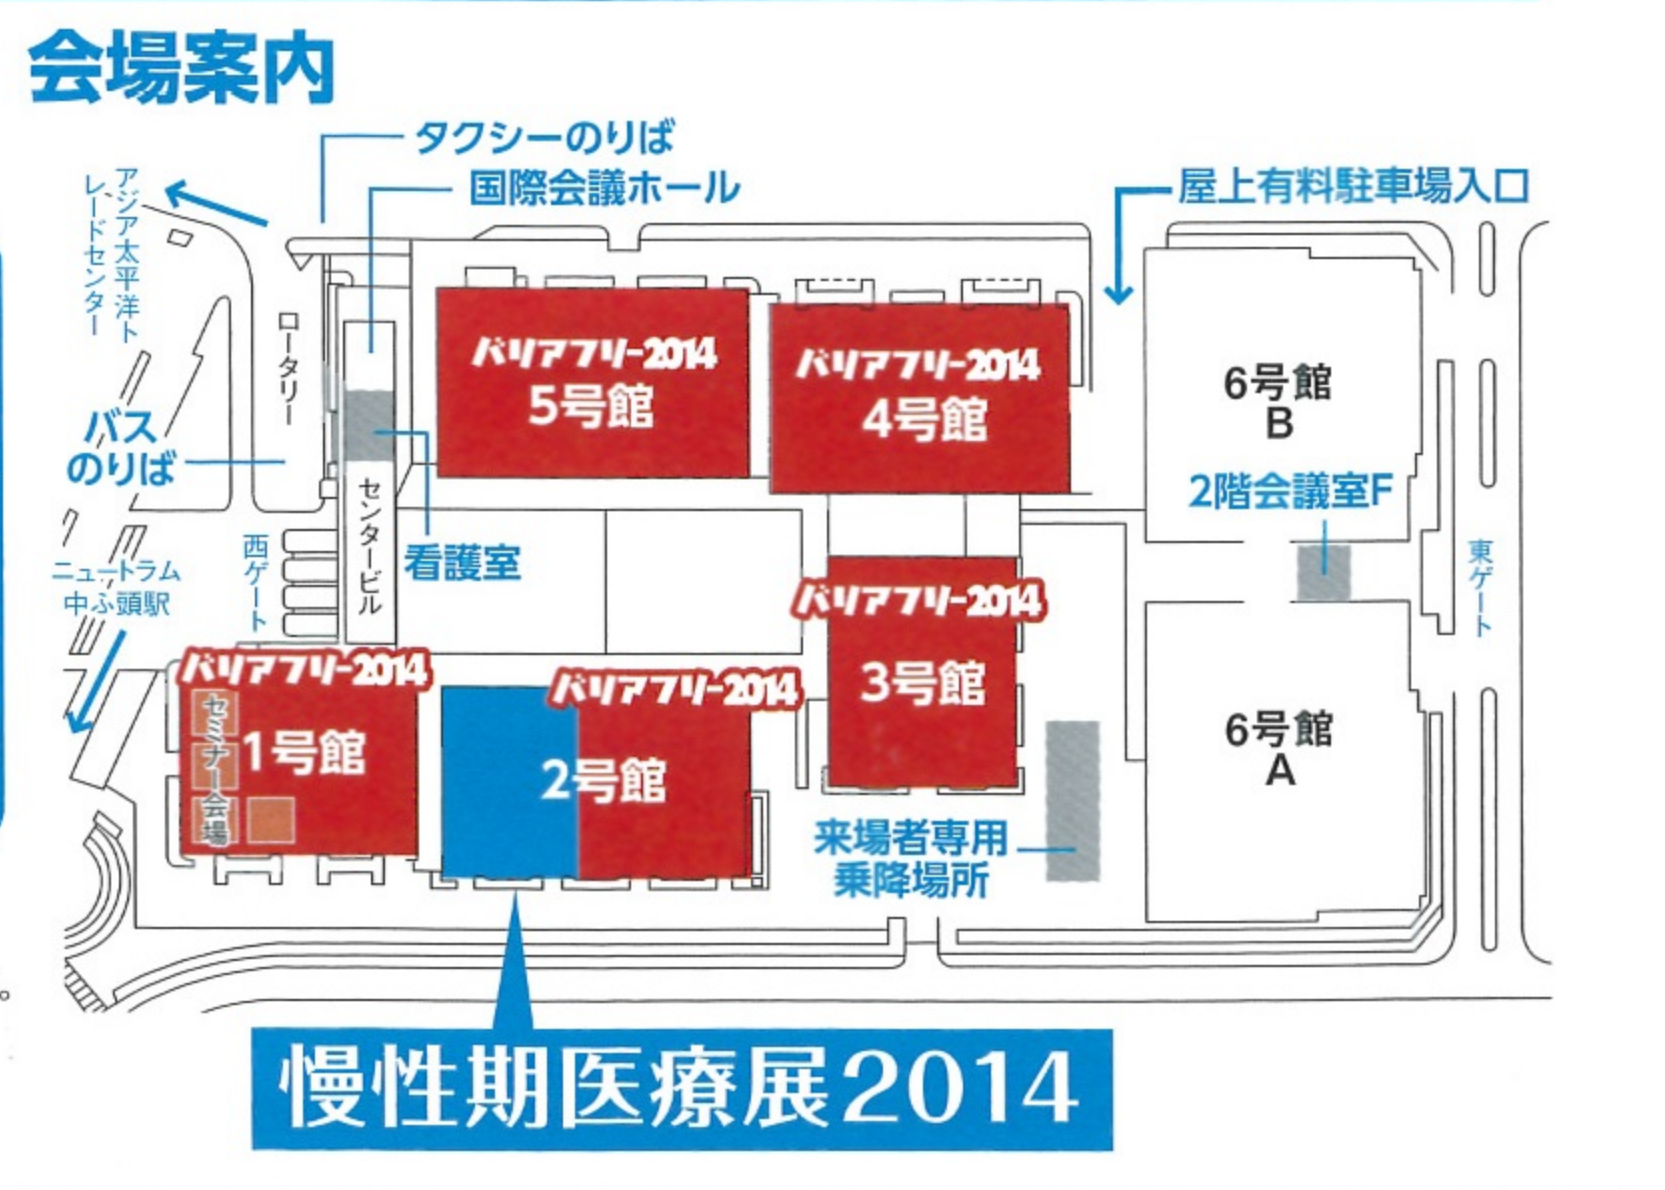 会場案内
タクシーのりば
国際会議ホール
屋上有料駐車場入口
アジア太平洋ト
レードセンター
ロータリー
バリアフリー2014
5号館
バリアフリー2014
4号館
6号館
B
バス
のりば
2階会議室F
センタービル
看護室
西ゲート
東ゲート
ニュートラム
中ふ頭駅
バリアフリー2014
3号館
バリアフリー2014
1号館
セミナー会場
バリアフリー2014
2号館
6号館
A
来場者専用
乗降場所
。
慢性期医療展2014